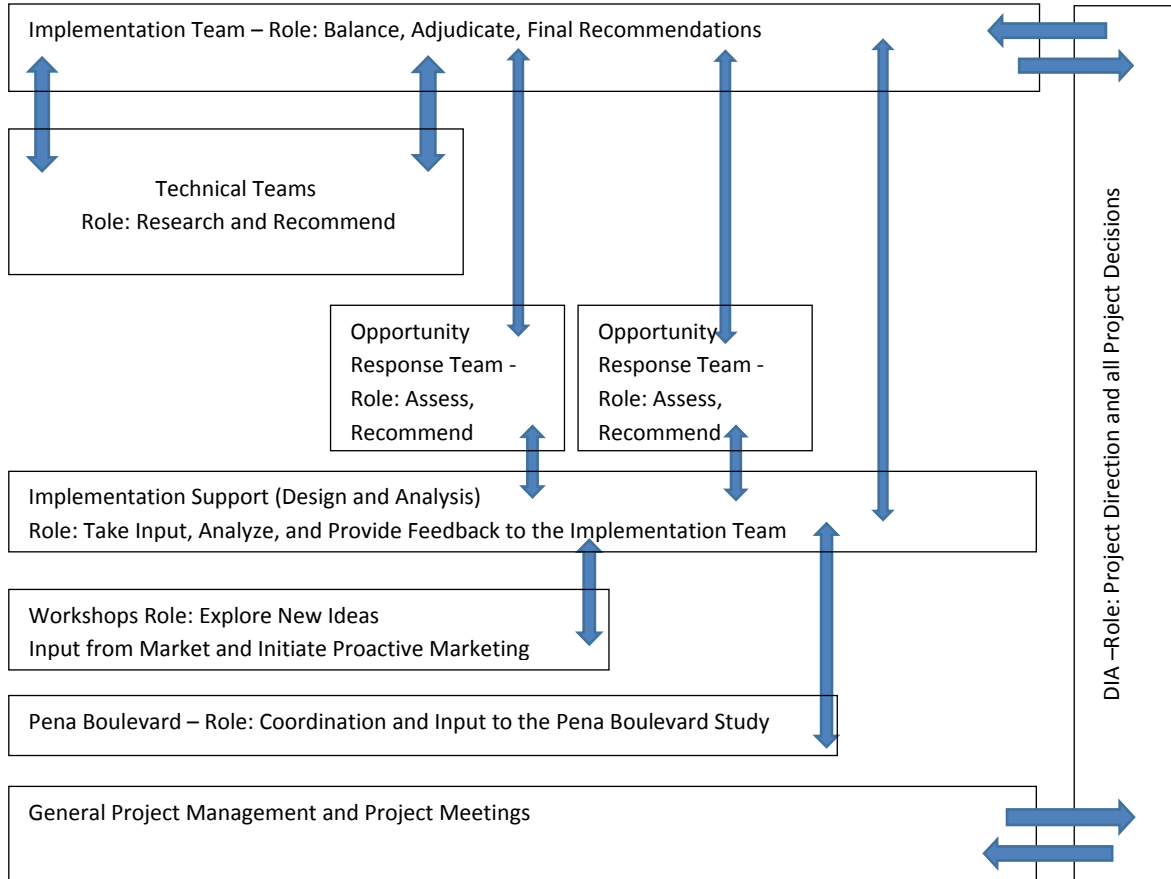 Implementation Team – Role: Balance, Adjudicate, Final Recommendations
Technical Teams
Role: Research and Recommend
Opportunity
Response Team -
Role: Assess,
Recommend
Opportunity
Response Team -
Role: Assess,
Recommend
Implementation Support (Design and Analysis)
Role: Take Input, Analyze, and Provide Feedback to the Implementation Team
Workshops Role: Explore New Ideas
Input from Market and Initiate Proactive Marketing
Pena Boulevard – Role: Coordination and Input to the Pena Boulevard Study
General Project Management and Project Meetings
DIA –Role: Project Direction and all Project Decisions